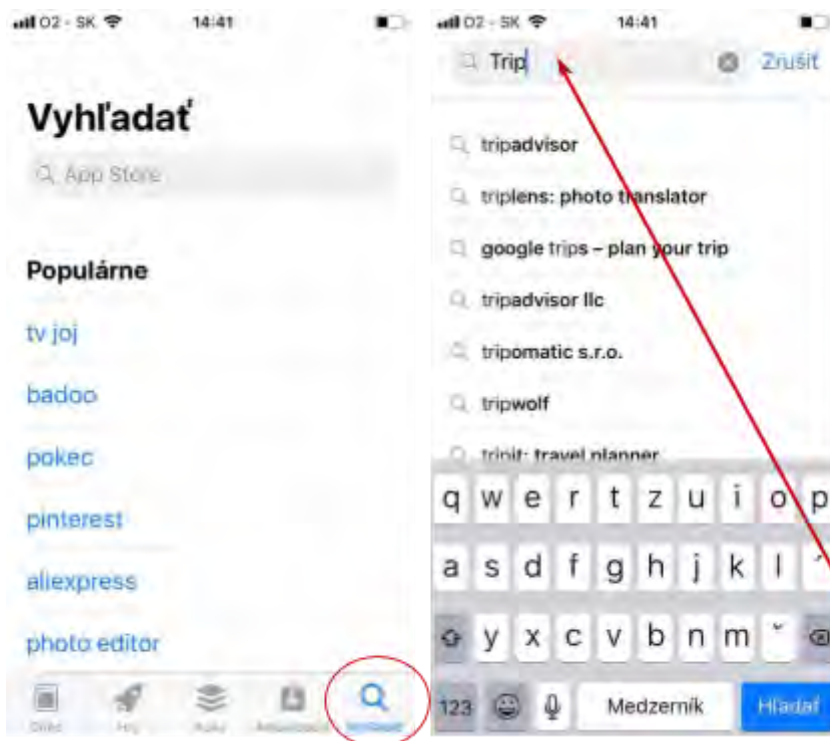 O2 - SK
14:41
Vyhľadať
App Store
Populárne
tv joj
badoo
pokec
pinterest
aliexpress
photo editor
O2 - SK
14:41
Trip
Zrušiť
tripadvisor
triplens: photo translator
google trips – plan your trip
tripadvisor llc
tripomatic s.r.o.
tripwolf
tripit: travel planner
q w e r t z u i o p
a s d f g h j k l ´
y x c v b n m ˇ
123
Medzerník
Hľadať